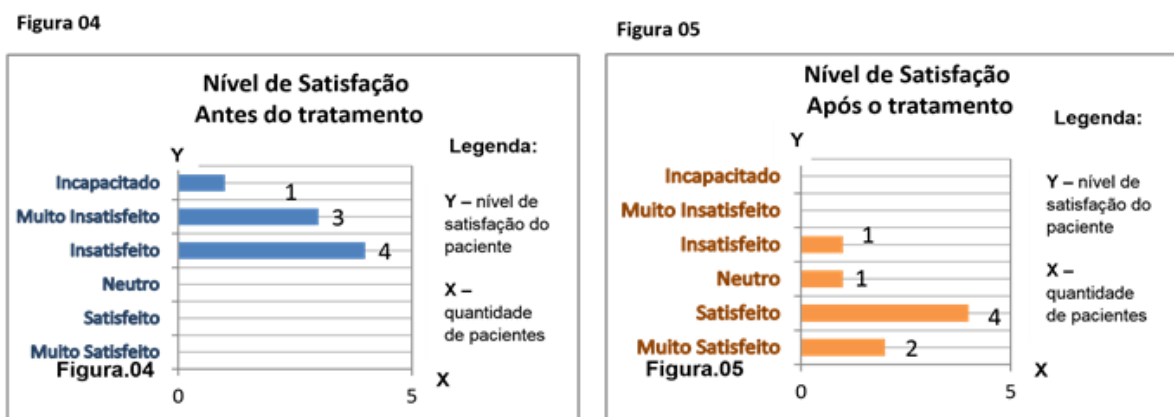 Figura 04
Nível de Satisfação
Antes do tratamento
Legenda:
Y
Incapacitado
1
Muito Insatisfeito
3
Y – nível de
satisfação do
paciente
Insatisfeito
4
Neutro
X –
quantidade
de pacientes
Satisfeito
Muito Satisfeito
Figura.04
X
0
5
Figura 05
Nível de Satisfação
Após o tratamento
Legenda:
Y
Incapacitado
Y – nível de
satisfação do
paciente
Muito Insatisfeito
Insatisfeito
1
Neutro
1
X –
quantidade
de pacientes
Satisfeito
4
Muito Satisfeito
2
Figura.05
X
0
5